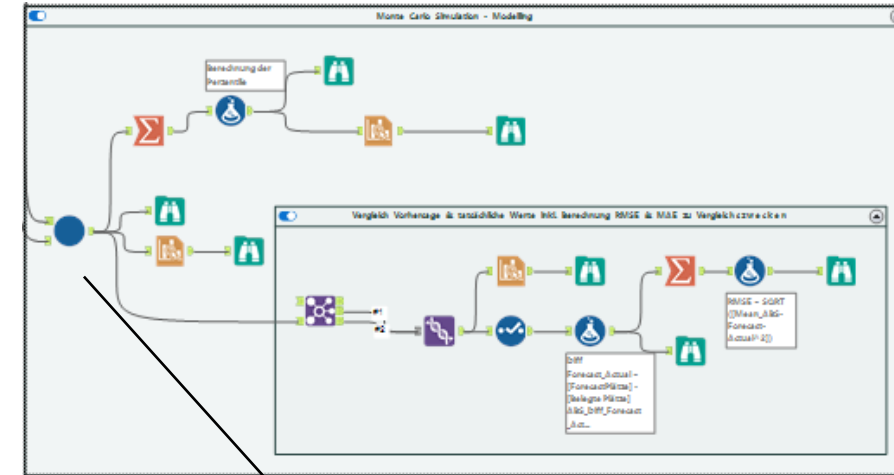 Monte Carlo Simulation - Modelling
Berechnung der
Perzentile
Vergleich Vorhersage & tatsächliche Werte inkl. Berechnung RMSE & MAE zu Vergleichszwecken
#1
#2
RMSE = SQRT
([Mean_ABS-
Forecast-
Actual^2])
Diff
Forecast_Actual =
[ForecastPlätze] -
[Belegte Plätze]
ABS_Diff_Forecast
_Act...